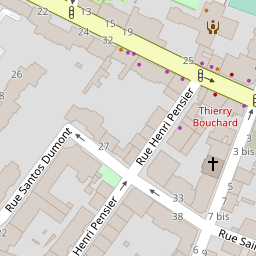 12
13
15
19
22
24
32
25
26
Thierry
Bouchard
Rue Henri Pensier
Rue Santos Dumont
27
3 bis
5
Henri Pensier
33
38
7 bis
Rue Sai